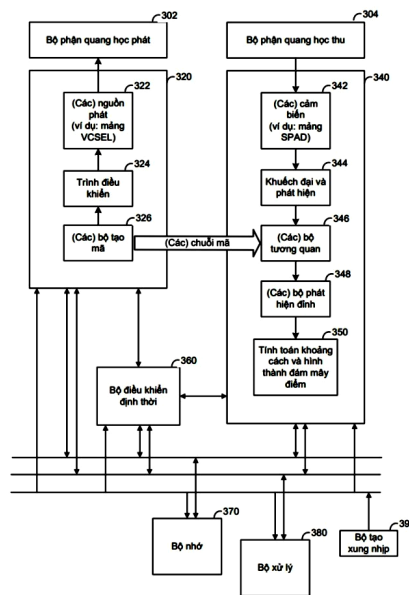 302
Bộ phận quang học phát
304
Bộ phận quang học thu
320
322
(Các) nguồn
phát
(ví dụ: mảng
VCSEL)
324
Trình điều
khiển
326
(Các) bộ tạo
mã
(Các) chuỗi mã
340
342
(Các) cảm
biến
(ví dụ: mảng
SPAD)
344
Khuếch đại và
phát hiện
346
(Các) bộ
tương quan
348
(Các) bộ phát
hiện đỉnh
350
Tính toán khoảng
cách và hình
thành đám mây
điểm
360
Bộ điều khiển
định thời
370
Bộ nhớ
380
Bộ xử lý
39
Bộ tạo
xung nhịp